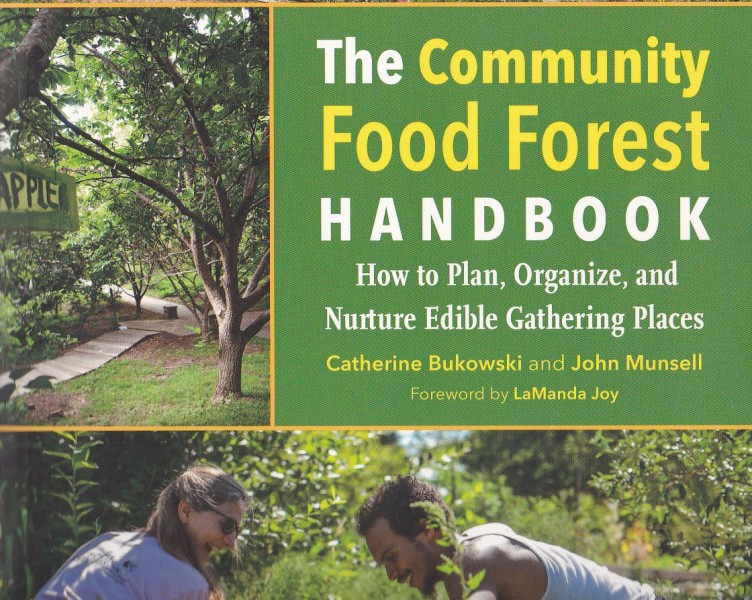 APPLE
The Community
Food Forest
HANDBOOK
How to Plan, Organize, and
Nurture Edible Gathering Places
Catherine Bukowski and John Munsell
Foreword by LaManda Joy